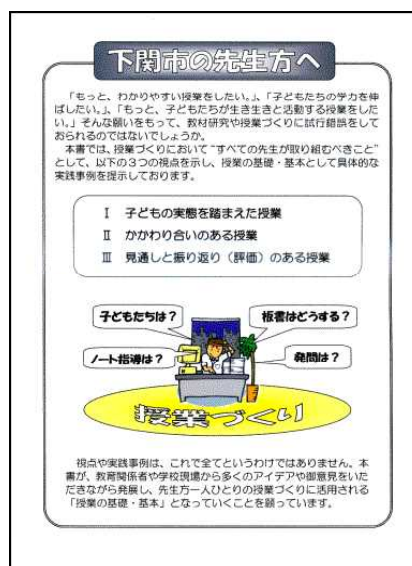 下関市の先生方へ
「もっと、わかりやすい授業をしたい。」、「子どもたちの学力を伸
ばしたい。」、「もっと、子どもたちが生き生きと活動する授業をした
い。」そんな願いをもって、教材研究や授業づくりに試行錯誤をして
おられるのではないでしょうか。
本書では、授業づくりにおいて“すべての先生が取り組むべきこと”
として、以下の3つの視点を示し、授業の基礎・基本として具体的な
実践事例を提示しております。
Ⅰ 子どもの実態を踏まえた授業
Ⅱ かかわり合いのある授業
Ⅲ 見通しと振り返り（評価）のある授業
子どもたちは？
板書はどうする？
ノート指導は？
発問は？
授業づくり
視点や実践事例は、これで全てというわけではありません。本
書が、教育関係者や学校現場から多くのアイデアや御意見をいた
だきながら発展し、先生方一人ひとりの授業づくりに活用される
「授業の基礎・基本」となっていくことを願っています。